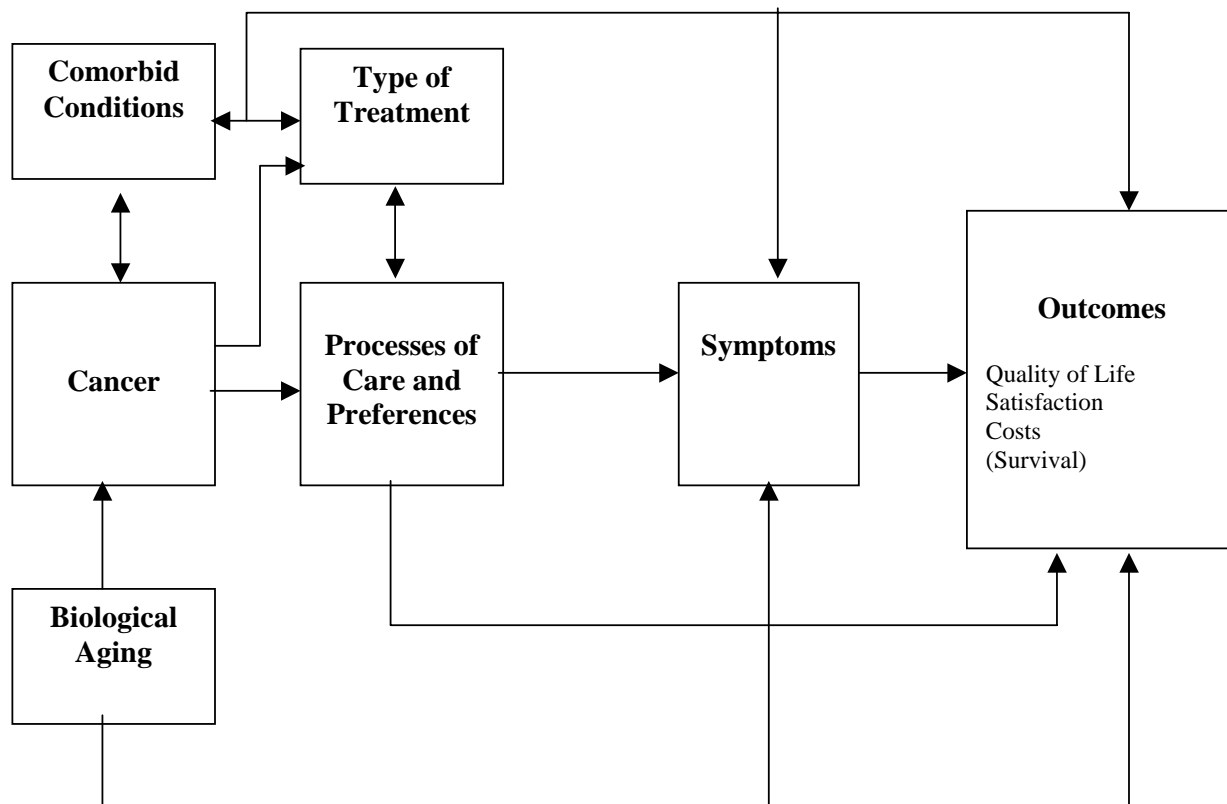 Comorbid
Conditions
Type of
Treatment
Cancer
Processes of
Care and
Preferences
Symptoms
Outcomes
Quality of Life
Satisfaction
Costs
(Survival)
Biological
Aging